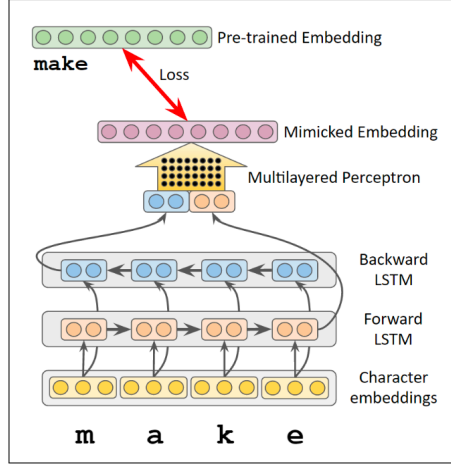 Pre-trained Embedding
make
Loss
Mimicked Embedding
Multilayered Perceptron
Backward
LSTM
Forward
LSTM
Character
embeddings
m a k e